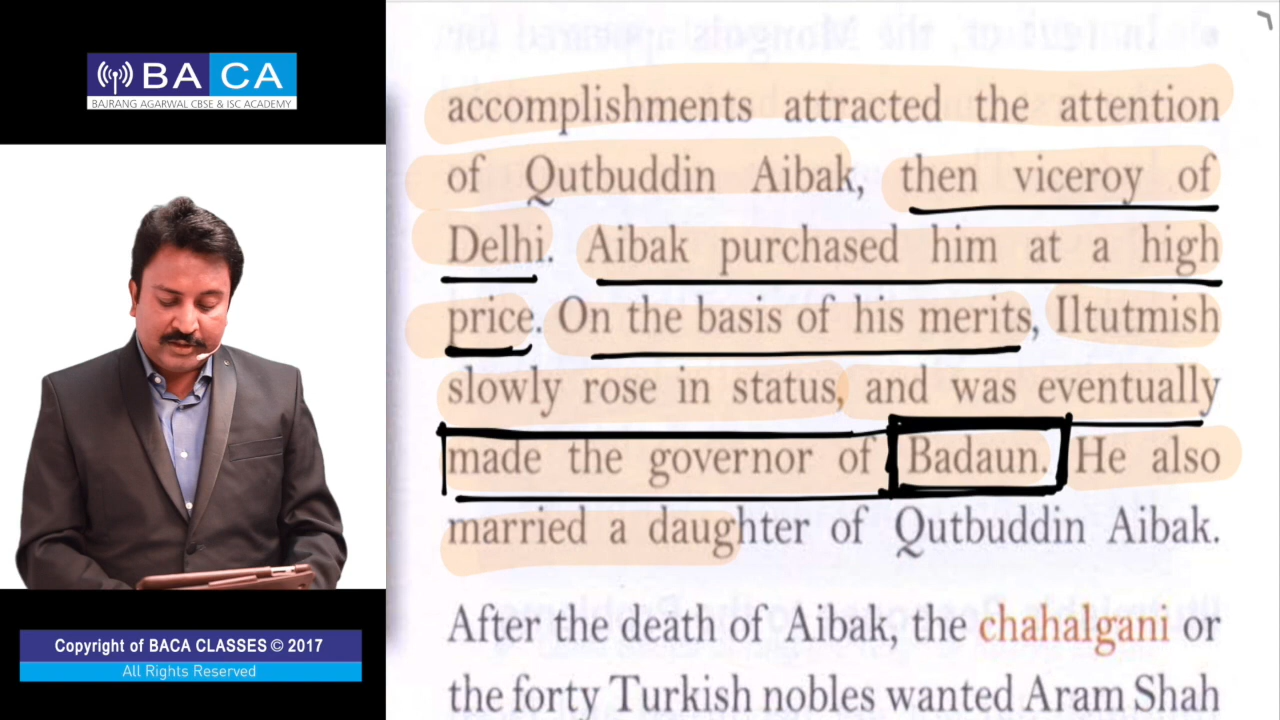 BACA
BAJRANG AGARWAL CBSE & ISC ACADEMY
accomplishments attracted the attention
of Qutbuddin Aibak, then viceroy of
Delhi. Aibak purchased him at a high
price. On the basis of his merits, Iltutmish
slowly rose in status, and was eventually
made the governor of Badaun. He also
married a daughter of Qutbuddin Aibak.
After the death of Aibak, the chahalgani or
the forty Turkish nobles wanted Aram Shah
Copyright of BACA CLASSES © 2017
All Rights Reserved